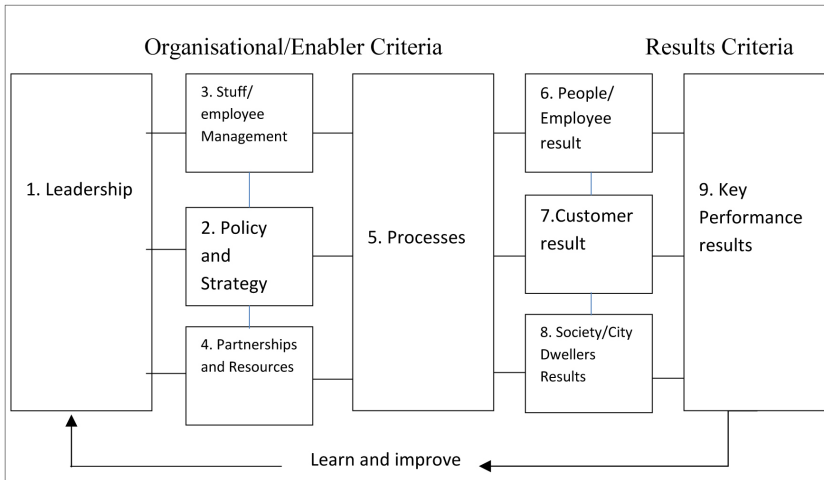 Organisational/Enabler Criteria
Results Criteria
1. Leadership
3. Stuff/
employee
Management
2. Policy
and
Strategy
4. Partnerships
and Resources
5. Processes
6. People/
Employee
result
7.Customer
result
8. Society/City
Dwellers
Results
9. Key
Performance
results
Learn and improve